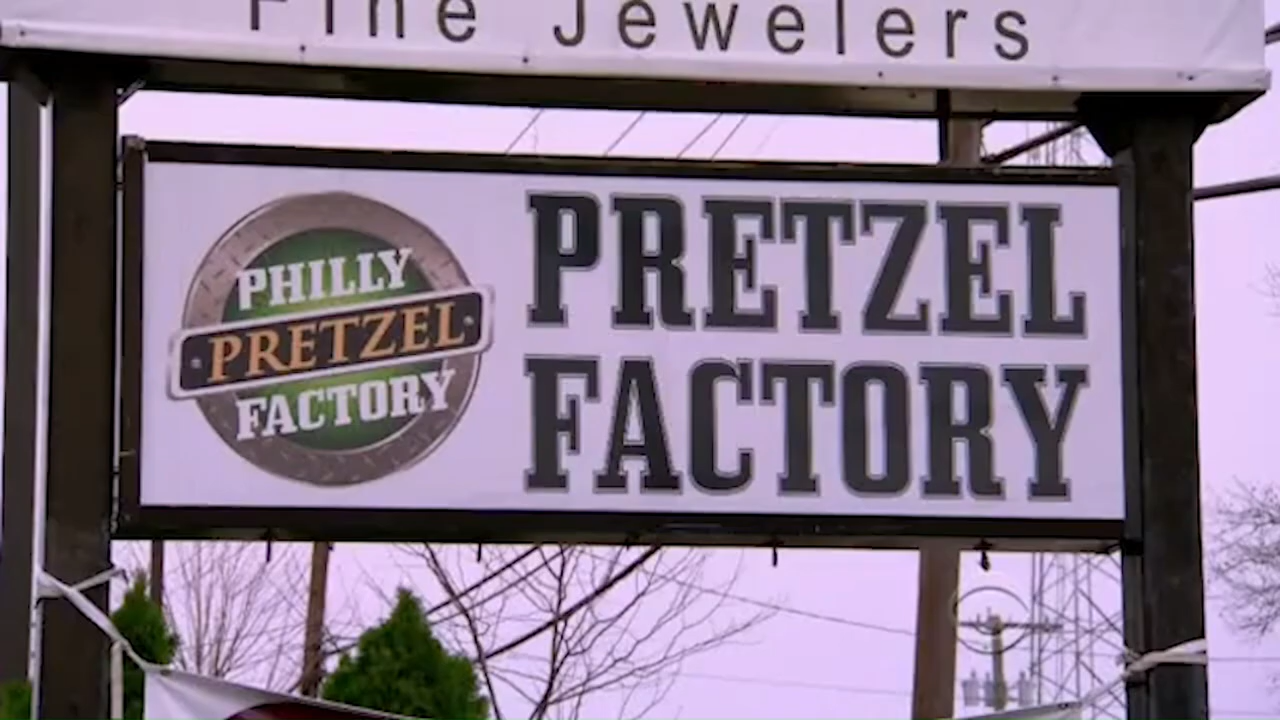 Fine Jewelers
PHILLY
PRETZEL
FACTORY
PRETZEL
FACTORY